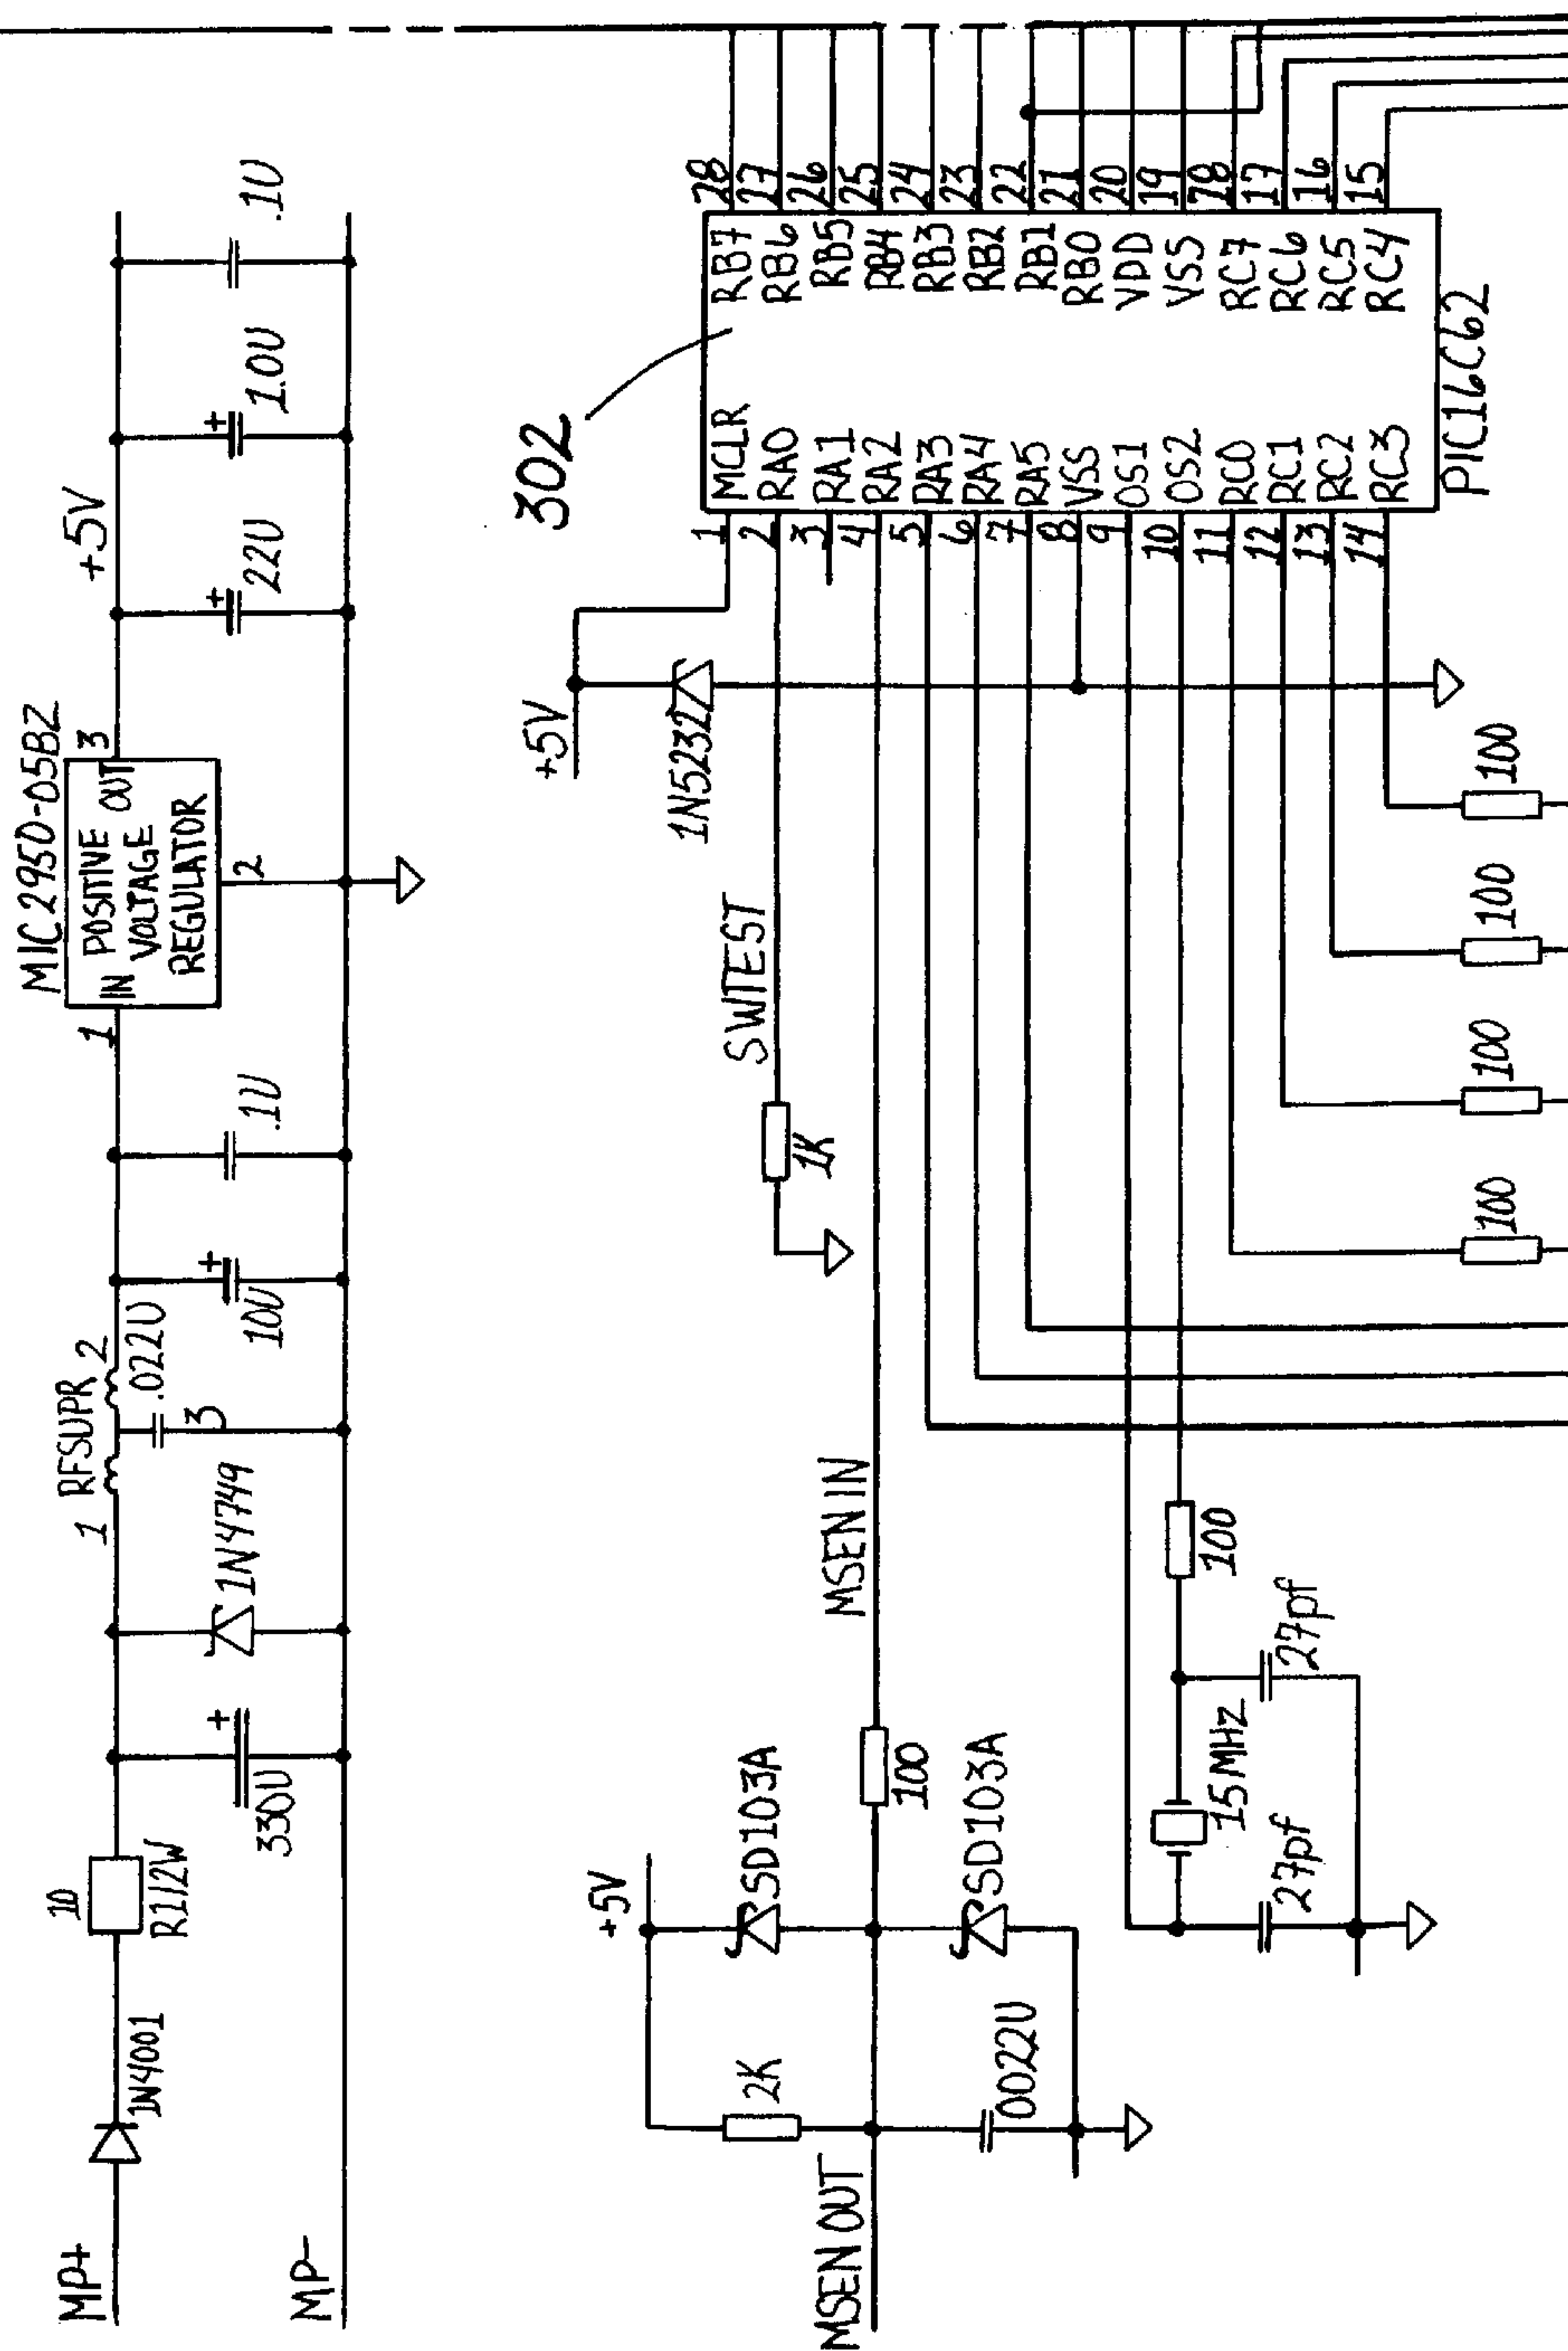 MP+
1N4001
10
R1 1/2W
330U
+
1N4749
1
RFSUPR
2
.022U
3
10U
+
.1U
MIC2950-05BZ
1
IN POSITIVE OUT
VOLTAGE
REGULATOR
3
2
+5V
22U
+
1.0U
+
.1U
MP-
302
+5V
1N5232
SWTEST
1K
MSEN OUT
2K
0022U
+5V
SD103A
SD103A
100
MSEN IN
27pf
15MHZ
27pf
100
100
100
100
100
1
2
3
4
5
6
7
8
9
10
11
12
13
14
MCLR
RA0
RA1
RA2
RA3
RA4
RA5
VSS
OS1
OS2
RC0
RC1
RC2
RC3
RB7
RB6
RB5
RB4
RB3
RB2
RB1
RB0
VDD
VSS
RC7
RC6
RC5
RC4
28
27
26
25
24
23
22
21
20
19
18
17
16
15
PIC16C62